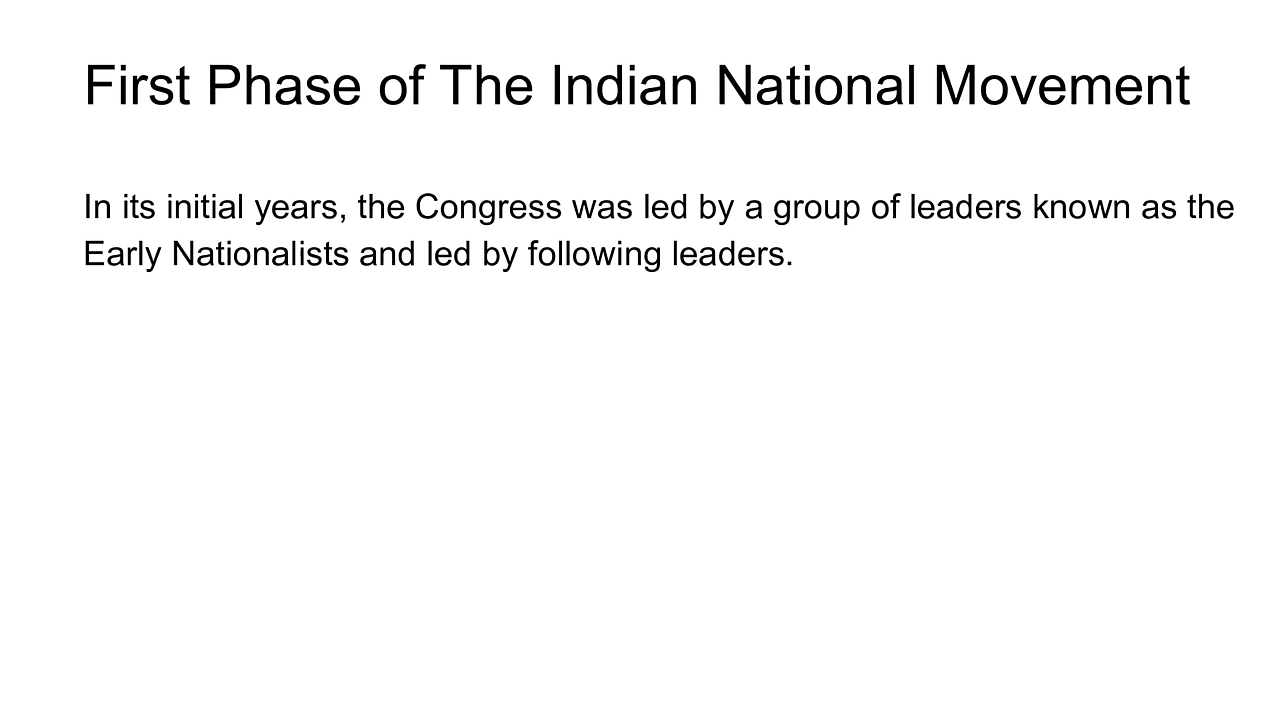 First Phase of The Indian National Movement
In its initial years, the Congress was led by a group of leaders known as the
Early Nationalists and led by following leaders.